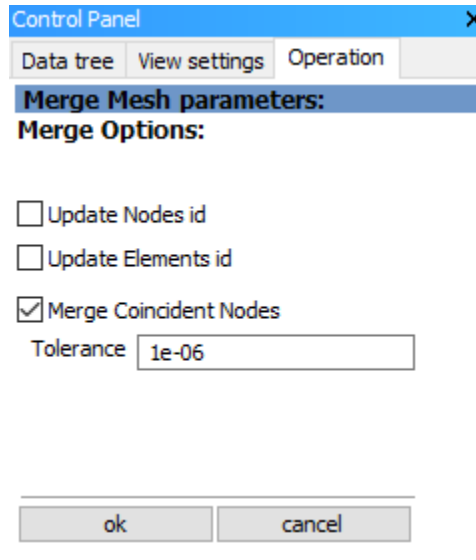 Control Panel
Data tree View settings Operation
Merge Mesh parameters:
Merge Options:
Update Nodes id
Update Elements id
Merge Coincident Nodes
Tolerance 1e-06
ok cancel